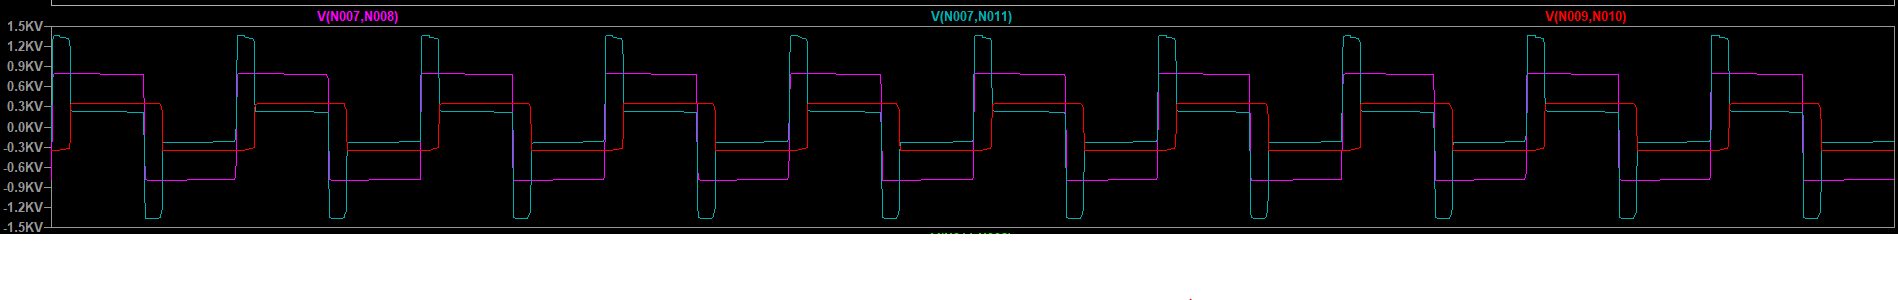 V(N007,N008) V(N007,N011) V(N009,N010)
1.5KV
1.2KV
0.9KV
0.6KV
0.3KV
0.0KV
-0.3KV
-0.6KV
-0.9KV
-1.2KV
-1.5KV